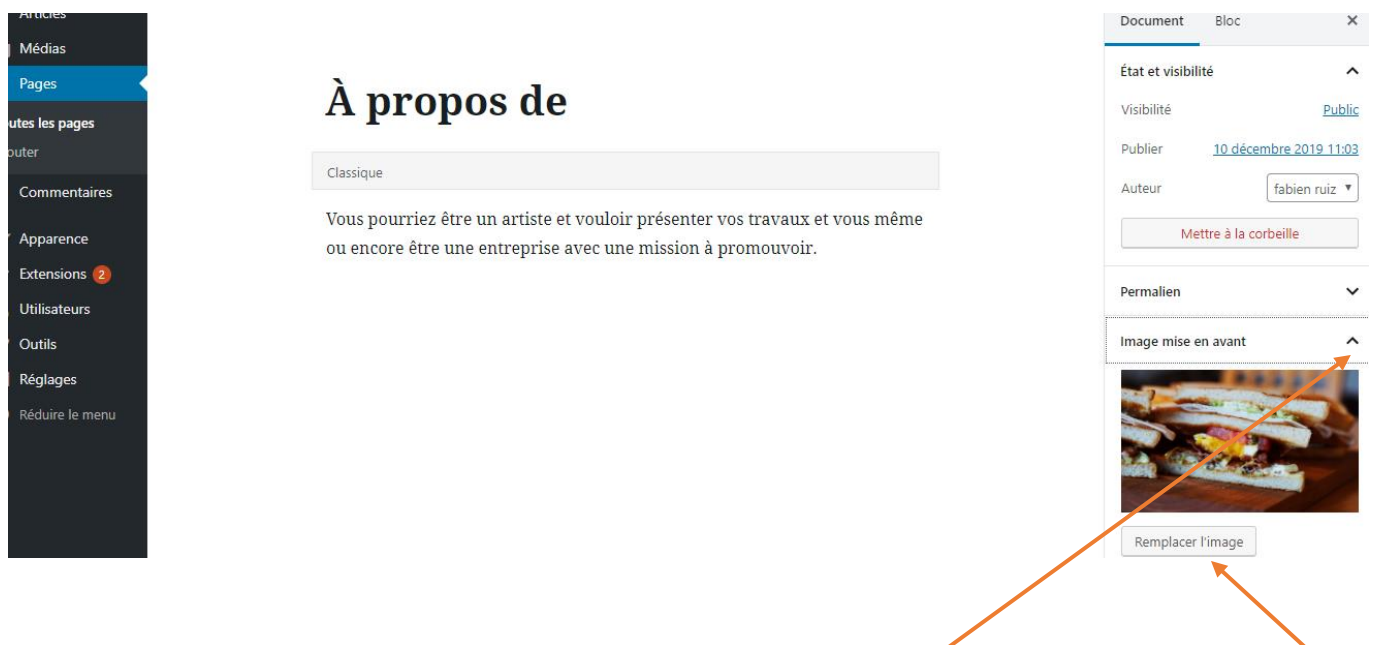 Articles
Médias
Pages
utes les pages
outer
Commentaires
Apparence
Extensions 2
Utilisateurs
Outils
Réglages
Réduire le menu
À propos de
Classique
Vous pourriez être un artiste et vouloir présenter vos travaux et vous même
ou encore être une entreprise avec une mission à promouvoir.
Document Bloc ×
État et visibilité
Visibilité Public
Publier 10 décembre 2019 11:03
Auteur fabien ruiz
Mettre à la corbeille
Permalien
Image mise en avant
Remplacer l'image